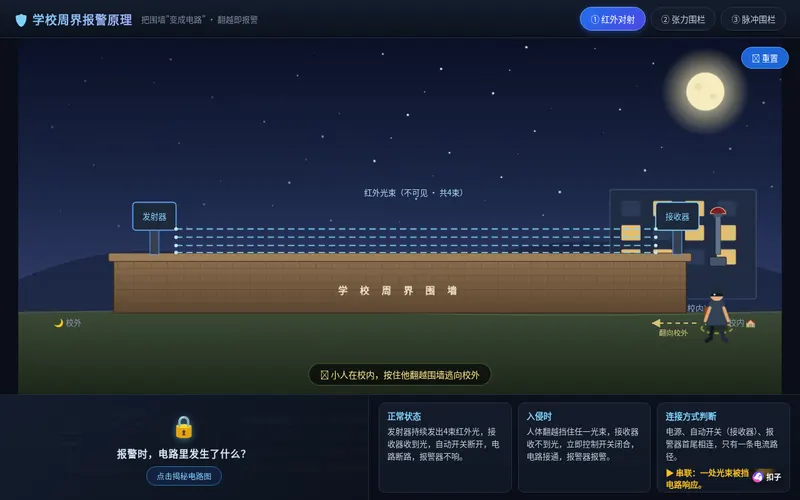 学校周界报警原理
把围墙"变成电路" · 翻越即报警
① 红外对射
② 张力围栏
③ 脉冲围栏
重置
红外光束（不可见 · 共4束）
发射器
接收器
学 校 周 界 围 墙
🌙 校外
校内
校内 🏠
翻向校外
小人在校内，按住他翻越围墙逃向校外
报警时，电路里发生了什么？
点击揭秘电路图
正常状态
发射器持续发出4束红外光，接
收器收到光，自动开关断开，电
路断路，报警器不响。
入侵时
人体翻越挡住任一光束，接收器
收不到光，立即控制开关闭合，
电路接通，报警器报警。
连接方式判断
电源、自动开关（接收器）、报
警器首尾相连，只有一条电流路
径。
▶ 串联：一处光束被挡
电路响应。
扣子